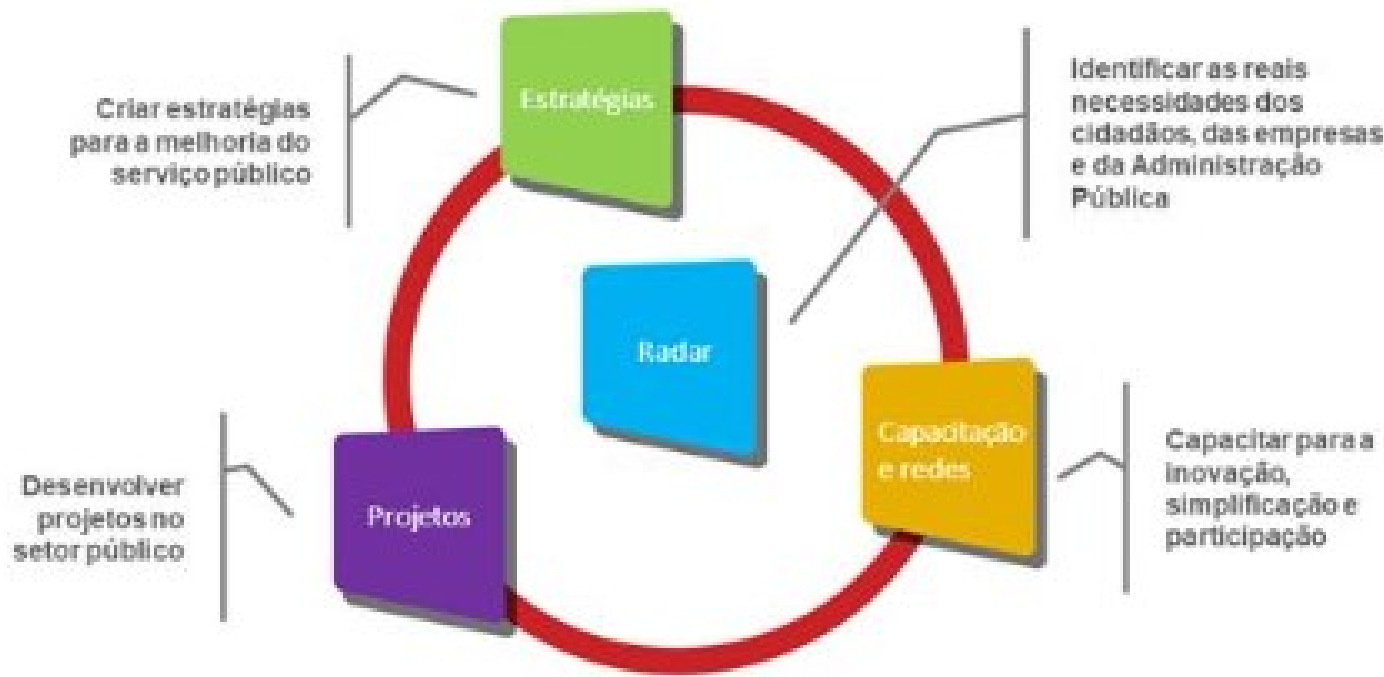 Criar estratégias
para a melhoria do
serviço público
Estratégias
Identificar as reais
necessidades dos
cidadãos, das empresas
e da Administração
Pública
Radar
Capacitação
e redes
Capacitar para a
inovação,
simplificação e
participação
Projetos
Desenvolver
projetos no
setor público